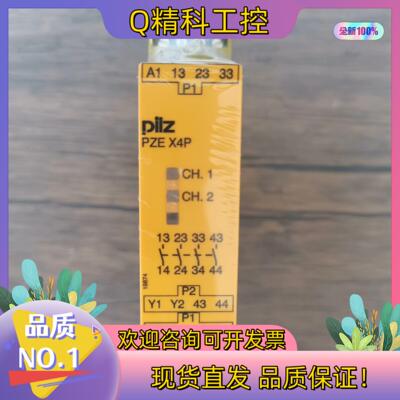 Q精科工控
全新100%
A1 13 23 33
P1
pilz
PZE X4P
CH. 1
CH. 2
13 23 33 43
14 24 34 44
P2
Y1 Y2 43 44
P1
品质
NO.1
欢迎咨询可开发票
现货直发 品质保证!